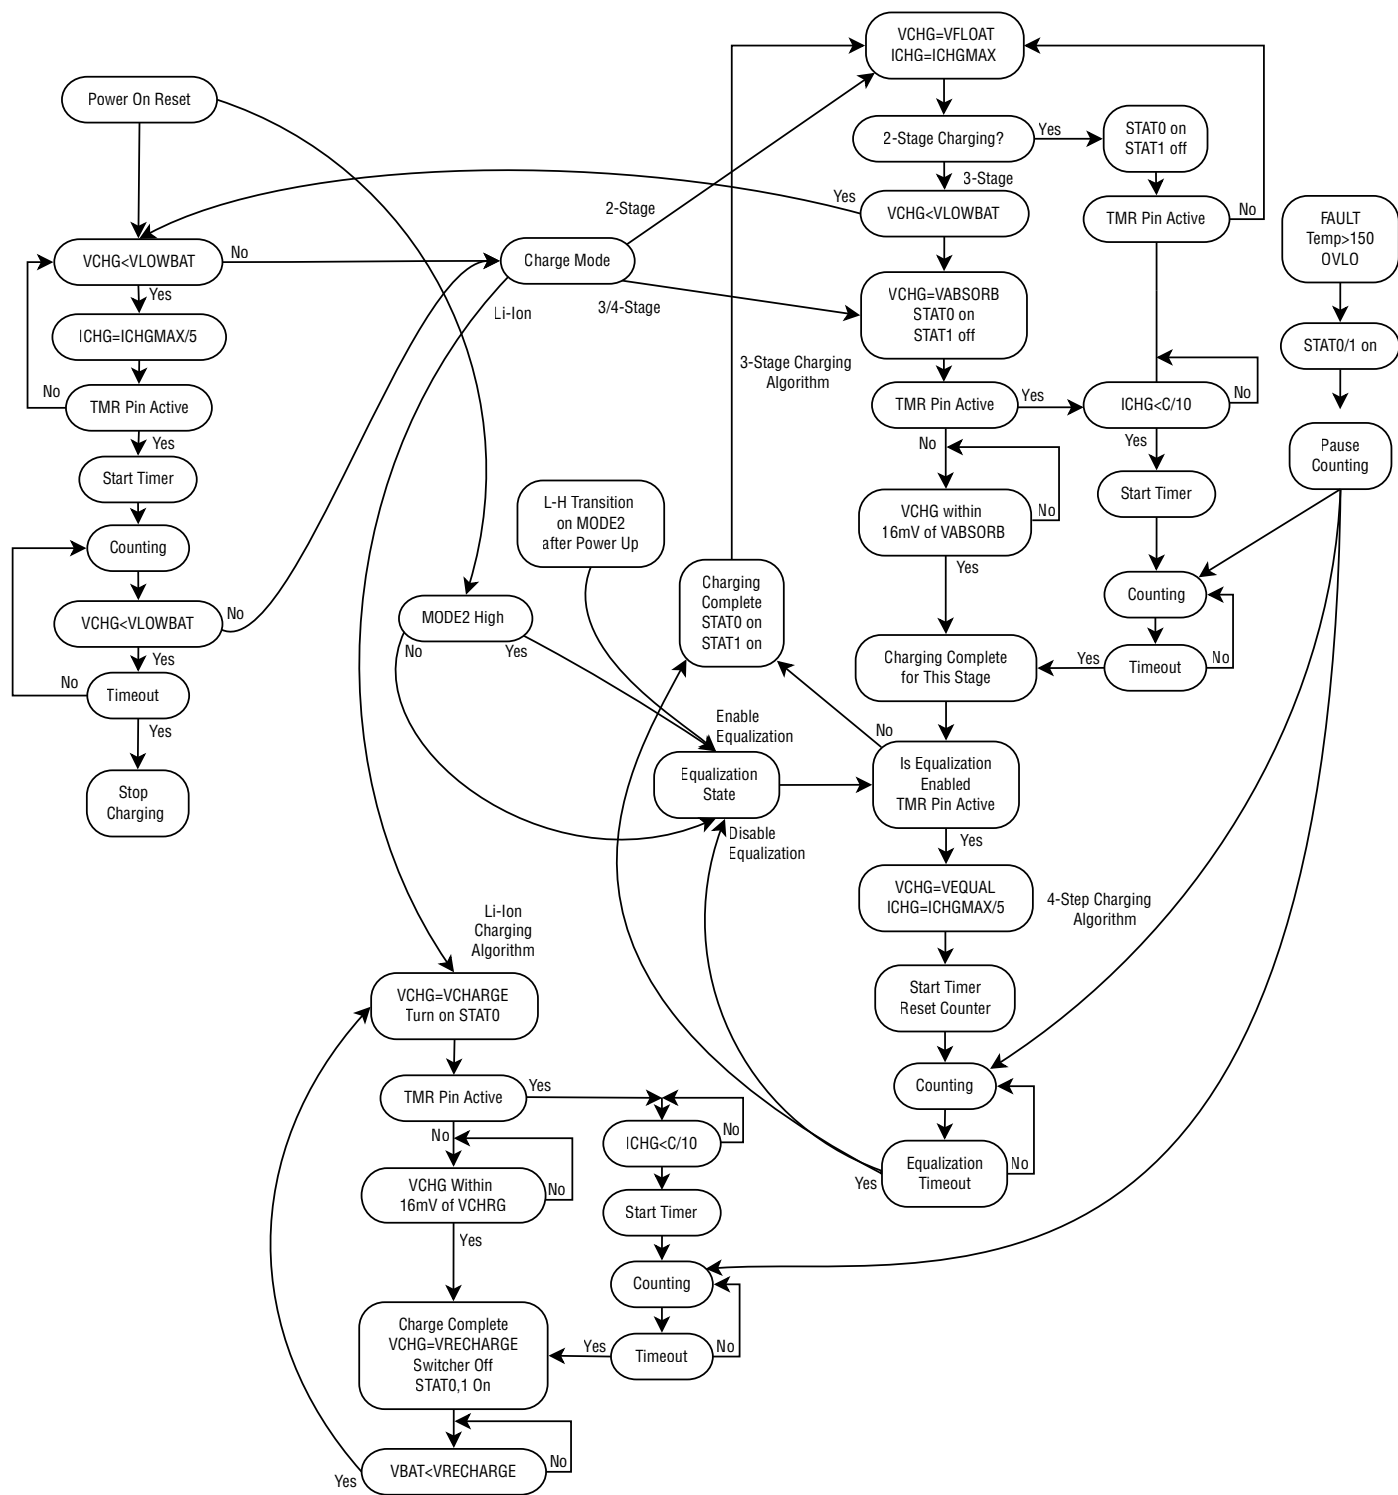 VCHG=VFLOAT
ICHG=ICHGMAX
Power On Reset
2-Stage Charging?
Yes
STAT0 on
STAT1 off
3-Stage
Yes
VCHG<VLOWBAT
TMR Pin Active
No
2-Stage
FAULT
Temp>150
OVLO
VCHG<VLOWBAT
No
Charge Mode
Yes
3/4-Stage
Li-Ion
VCHG=VABSORB
STAT0 on
STAT1 off
ICHG=ICHGMAX/5
STAT0/1 on
3-Stage Charging
Algorithm
No
TMR Pin Active
TMR Pin Active
Yes
ICHG<C/10
No
Yes
No
Yes
Pause
Counting
Start Timer
Start Timer
L-H Transition
on MODE2
after Power Up
VCHG within
16mV of VABSORB
No
Counting
Yes
Charging
Complete
STAT0 on
STAT1 on
Counting
VCHG<VLOWBAT
No
MODE2 High
No
Yes
Yes
Charging Complete
for This Stage
Yes
Timeout
No
No
Timeout
Yes
Enable
Equalization
No
Stop
Charging
Equalization
State
Is Equalization
Enabled
TMR Pin Active
Disable
Equalization
Yes
VCHG=VEQUAL
ICHG=ICHGMAX/5
4-Step Charging
Algorithm
Li-Ion
Charging
Algorithm
VCHG=VCHARGE
Turn on STAT0
Start Timer
Reset Counter
TMR Pin Active
Yes
Counting
No
ICHG<C/10
No
Equalization
Timeout
No
Yes
VCHG Within
16mV of VCHRG
No
Start Timer
Yes
Counting
Charge Complete
VCHG=VRECHARGE
Switcher Off
STAT0,1 On
Yes
Timeout
No
VBAT<VRECHARGE
No
Yes